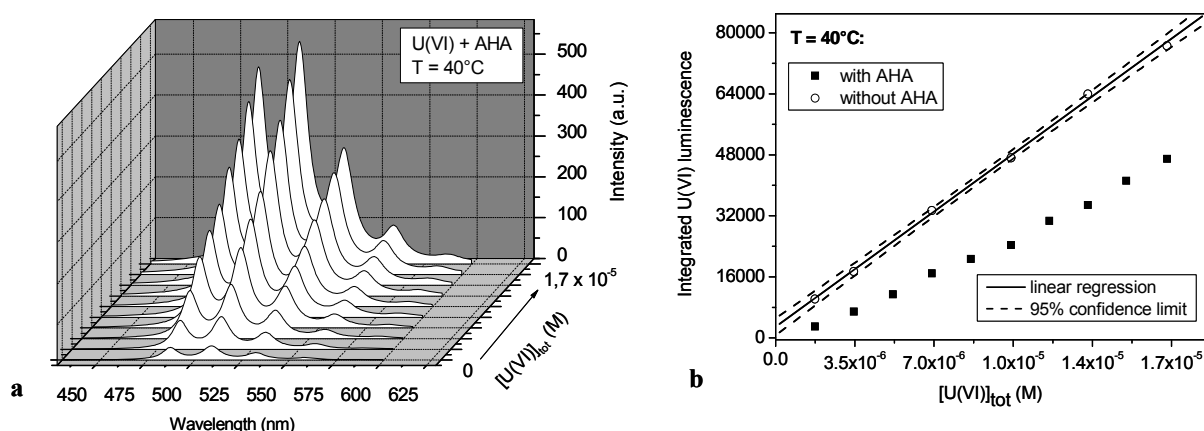 U(VI) + AHA
T = 40°C
500
400
300
200
100
0
Intensity (a.u.)
1,7 x 10-5
[U(VI)]tot (M)
0
450 475 500 525 550 575 600 625
Wavelength (nm)
a
80000
64000
48000
32000
16000
0
Integrated U(VI) luminescence
T = 40°C:
with AHA
without AHA
linear regression
95% confidence limit
0.0 3.5x10-6 7.0x10-6 1.0x10-5 1.4x10-5 1.7x10-5
[U(VI)]tot (M)
b